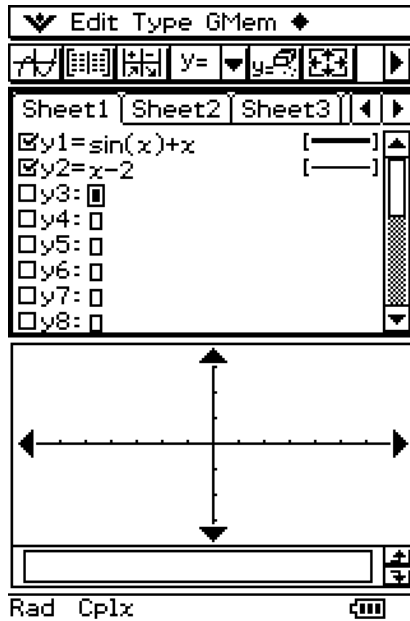 Edit Type GMem
y=
Sheet1 Sheet2 Sheet3
y1=sin(x)+x [—]
y2=x-2 [—]
y3:
y4:
y5:
y6:
y7:
y8:
Rad Cplx